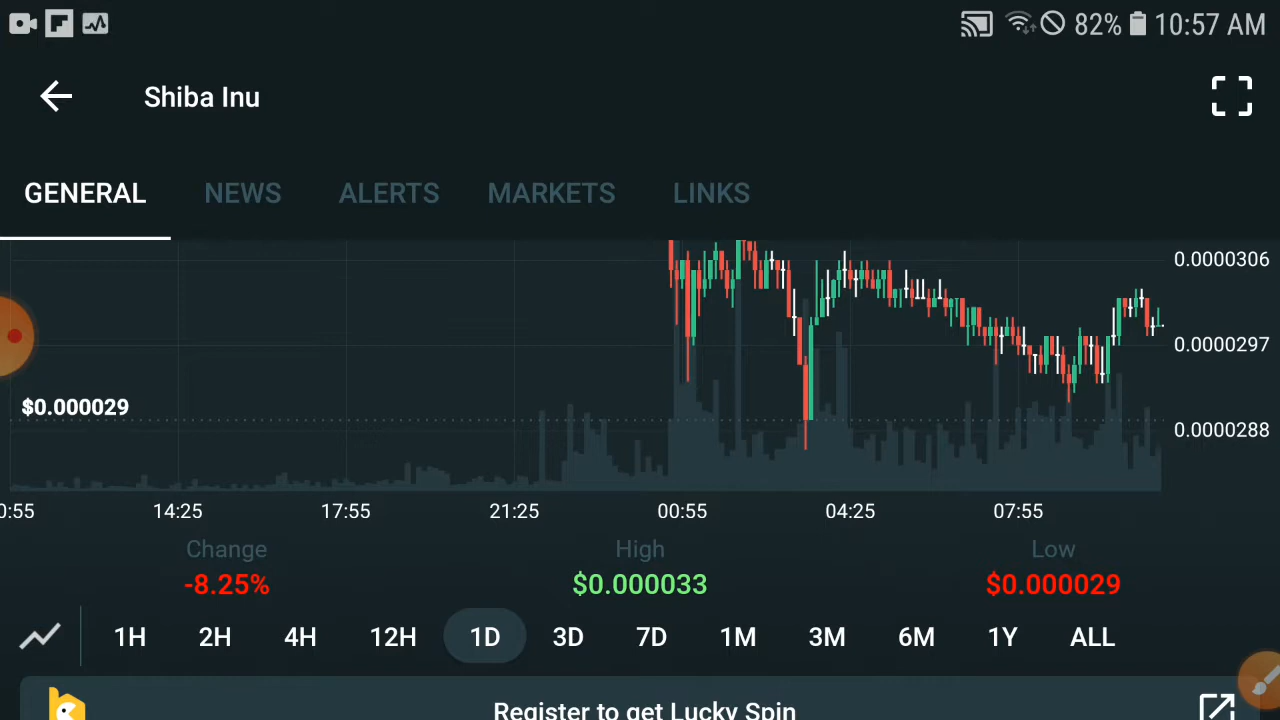 82% 10:57 AM
Shiba Inu
GENERAL NEWS ALERTS MARKETS LINKS
0.0000306
0.0000297
$0.000029
0.0000288
0:55 14:25 17:55 21:25 00:55 04:25 07:55
Change High Low
-8.25% $0.000033 $0.000029
1H 2H 4H 12H 1D 3D 7D 1M 3M 6M 1Y ALL
Register to get Lucky Spin